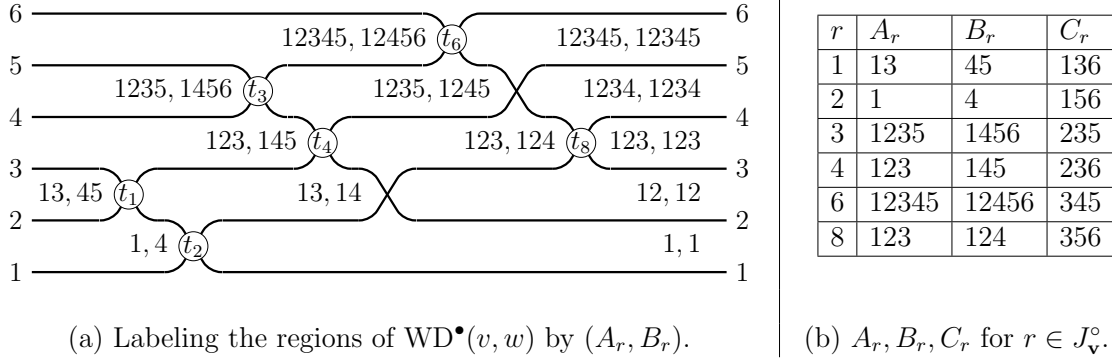 6 12345, 12456 t6 12345, 12345 6
5 1235, 1456 t3 1235, 1245 1234, 1234 5
4 123, 145 t4 123, 124 t8 123, 123 4
3 13, 45 t1 13, 14 12, 12 3
2 1, 4 t2 1, 1 2
1 1
(a) Labeling the regions of WD•(v, w) by (Ar, Br).
r Ar Br Cr
1 13 45 136
2 1 4 156
3 1235 1456 235
4 123 145 236
6 12345 12456 345
8 123 124 356
(b) Ar, Br, Cr for r ∈ J°v.